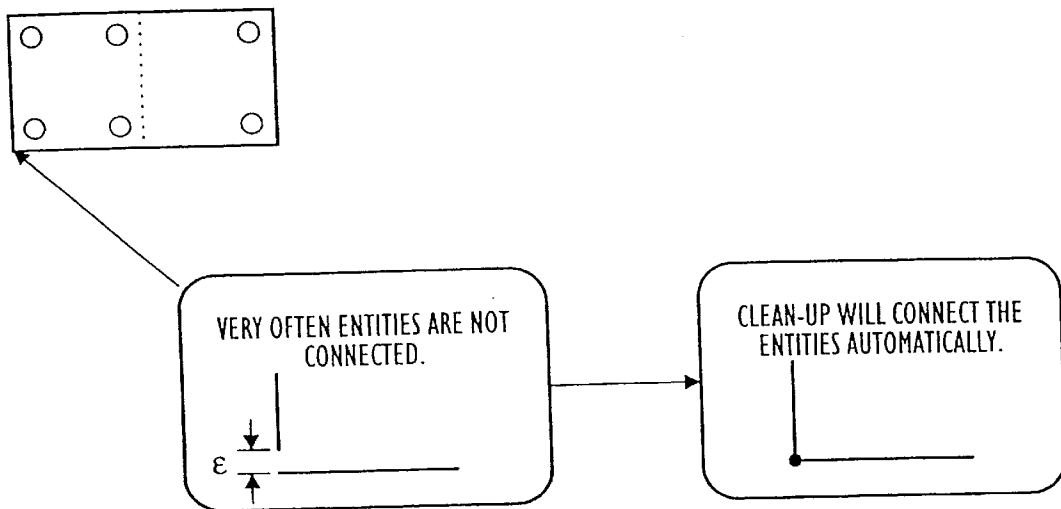 VERY OFTEN ENTITIES ARE NOT
CONNECTED.
ε
CLEAN-UP WILL CONNECT THE
ENTITIES AUTOMATICALLY.